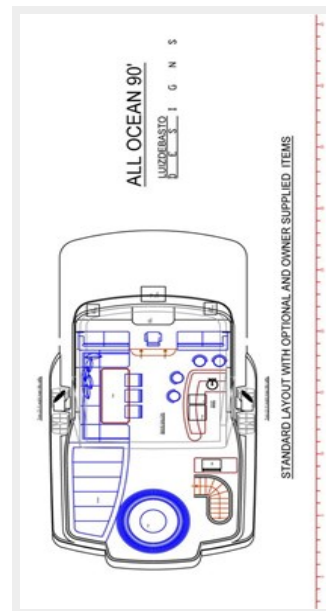 ALL OCEAN 90'
LUIZDEBASTO
D E S I G N S
STANDARD LAYOUT WITH OPTIONAL AND OWNER SUPPLIED ITEMS